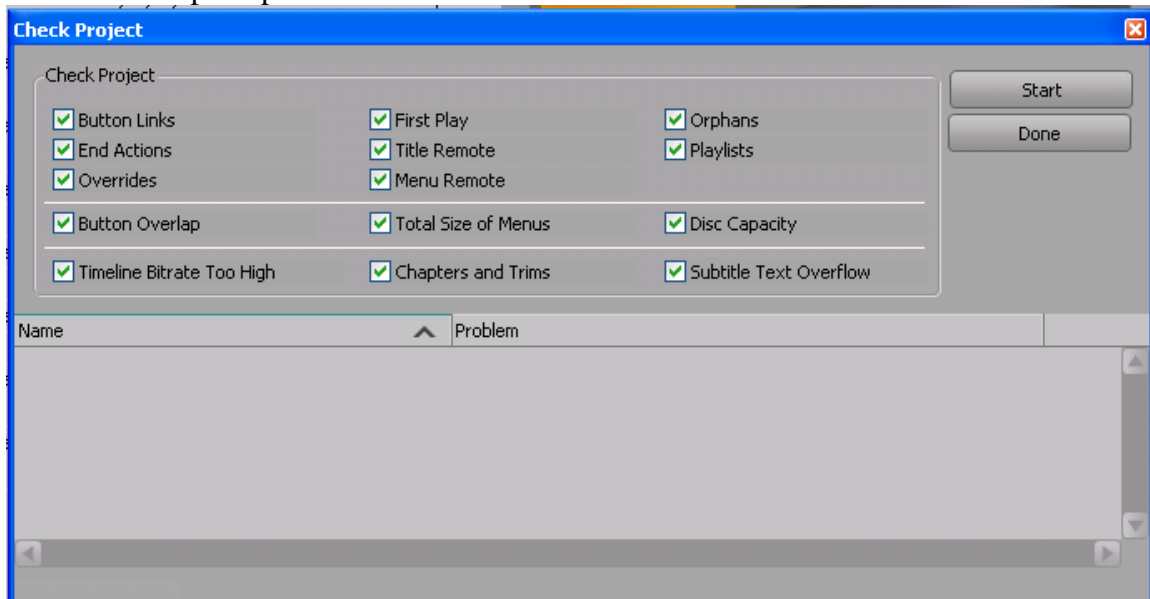 Check Project
Check Project
Button Links First Play Orphans
End Actions Title Remote Playlists
Overrides Menu Remote
Button Overlap Total Size of Menus Disc Capacity
Timeline Bitrate Too High Chapters and Trims Subtitle Text Overflow
Start
Done
Name Problem